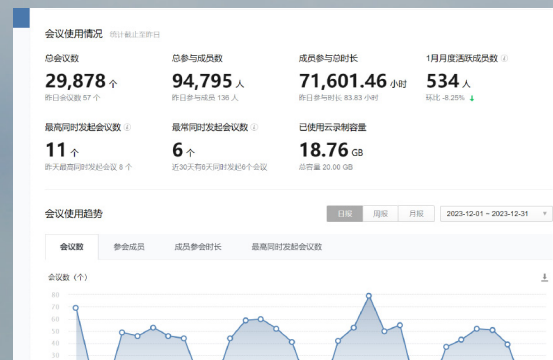 会议使用情况 统计截止至昨日
总会议数 总参与成员数 成员参与总时长 1月月度活跃成员数
29,878 个 94,795 人 71,601.46 小时 534 人
昨日会议数 57 个 昨日参与成员 136 人 昨日参与时长 83.83 小时 环比 -8.25% ↓
最高同时发起会议数 最常同时发起会议数 已使用云录制容量
11 个 6 个 18.76 GB
昨天最高同时发起会议 8 个 近30天有6天同时发起6个会议 总容量 20.00 GB
会议使用趋势 日报 周报 月报 2023-12-01 ~ 2023-12-31
会议数 参会成员 成员参会时长 最高同时发起会议数
会议数（个）
80
70
60
50
40
30